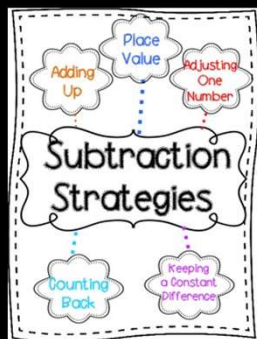 Place
Value
Adding
Up
Adjusting
One
Number
Subtraction
Strategies
Counting
Back
Keeping
a Constant
Difference